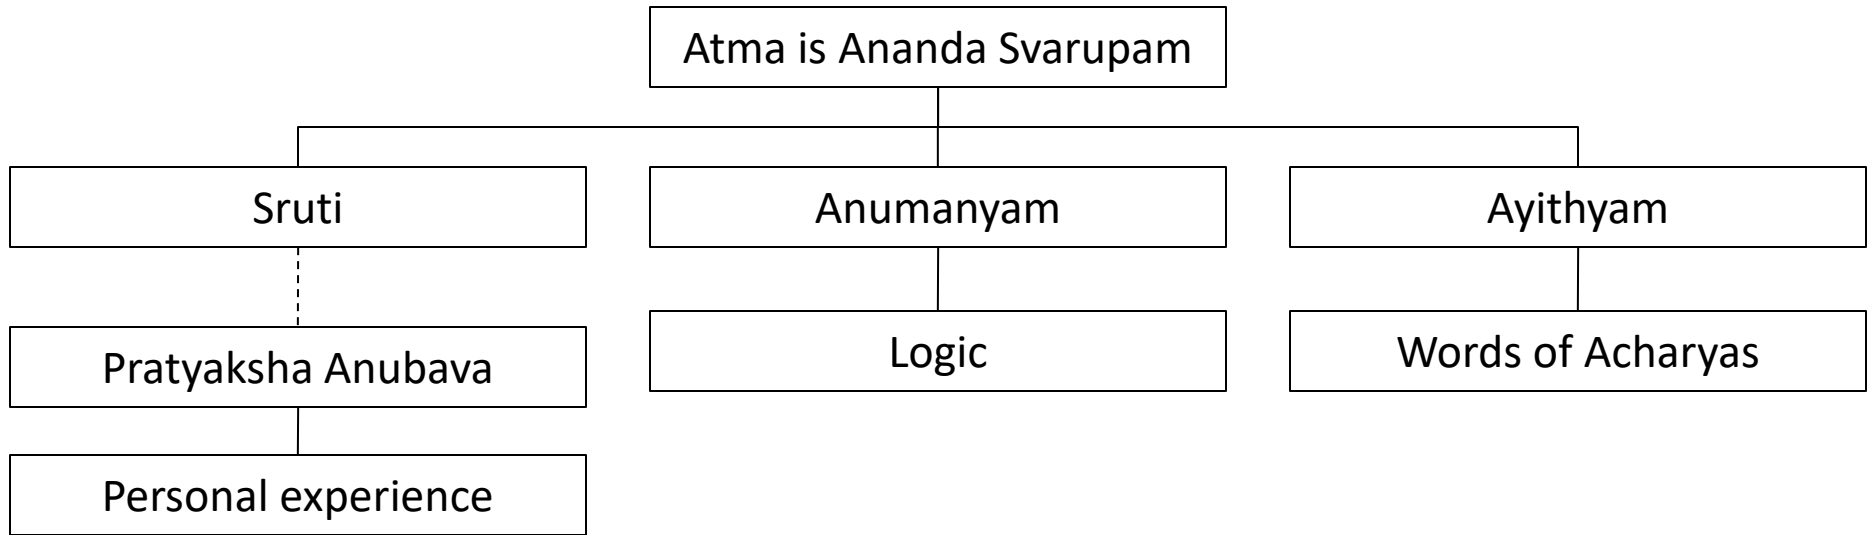 Atma is Ananda Svarupam
Sruti
Anumanyam
Ayithyam
Pratyaksha Anubava
Logic
Words of Acharyas
Personal experience